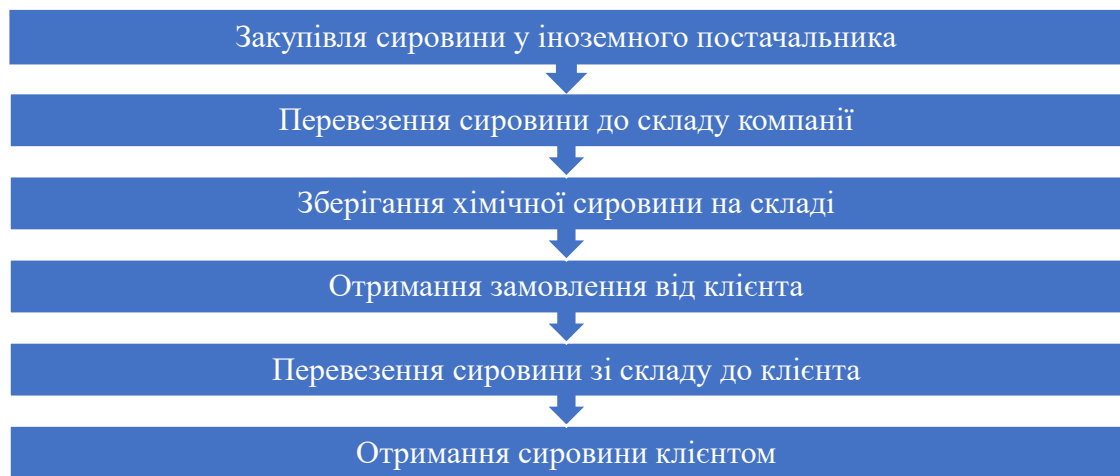 Закупівля сировини у іноземного постачальника
Перевезення сировини до складу компанії
Зберігання хімічної сировини на складі
Отримання замовлення від клієнта
Перевезення сировини зі складу до клієнта
Отримання сировини клієнтом